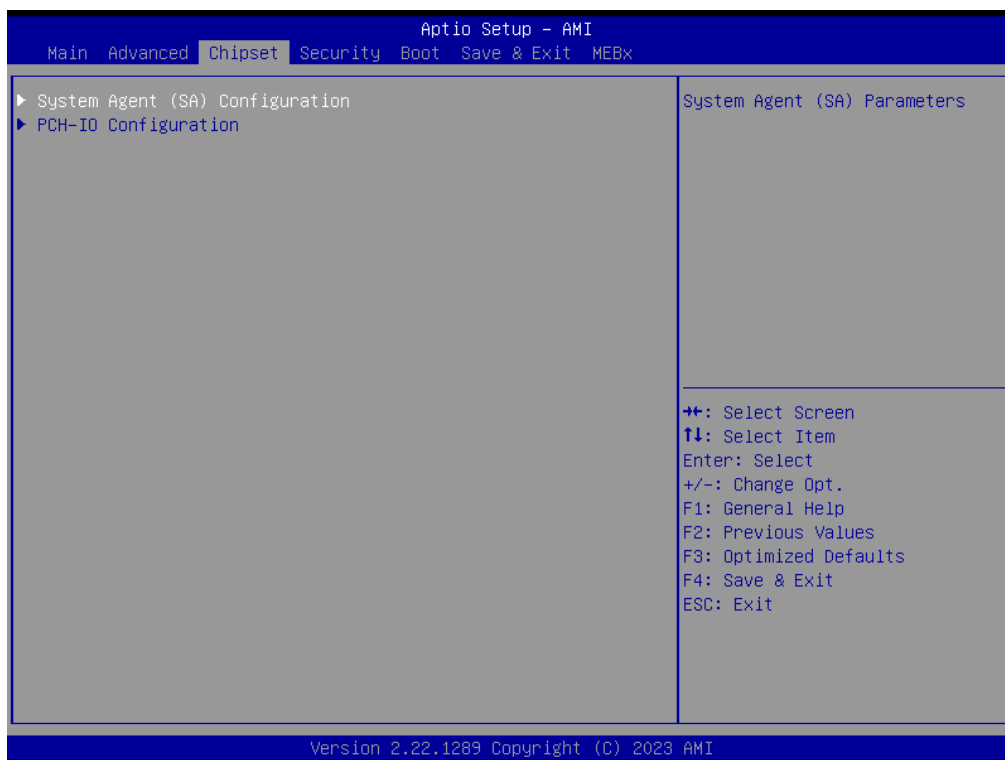 Aptio Setup – AMI
Main Advanced Chipset Security Boot Save & Exit MEBx
▶ System Agent (SA) Configuration
▶ PCH-IO Configuration
System Agent (SA) Parameters
→←: Select Screen
↑↓: Select Item
Enter: Select
+/-: Change Opt.
F1: General Help
F2: Previous Values
F3: Optimized Defaults
F4: Save & Exit
ESC: Exit
Version 2.22.1289 Copyright (C) 2023 AMI